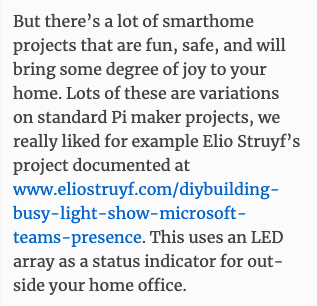 But there’s a lot of smarthome
projects that are fun, safe, and will
bring some degree of joy to your
home. Lots of these are variations
on standard Pi maker projects, we
really liked for example Elio Struyf’s
project documented at
www.eliostruyf.com/diybuilding-
busy-light-show-microsoft-
teams-presence. This uses an LED
array as a status indicator for out-
side your home office.